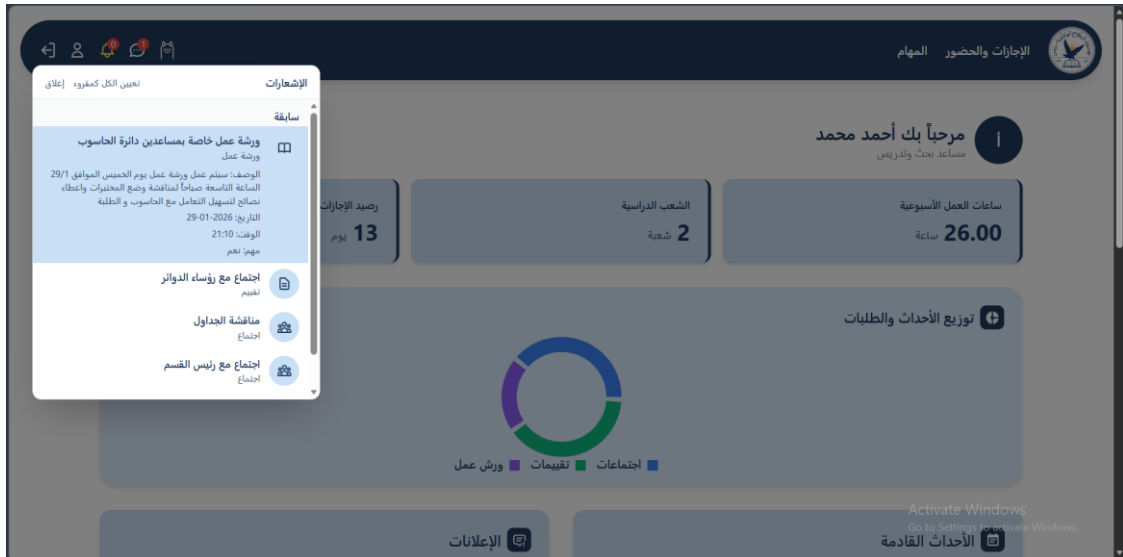 الإجازات والحضور المهام
0
1
الإشعارات
تعيين الكل كمقروء إغلاق
سابقة
ورشة عمل خاصة بمساعدين دائرة الحاسوب
ورشة عمل
الوصف: سيتم عمل ورشة عمل يوم الخميس الموافق 29/1
الساعة التاسعة صباحاً لمناقشة وضع المختبرات واعطاء
نصائح لتسهيل التعامل مع الحاسوب و الطلبة
التاريخ: 2026-01-29
الوقت: 21:10
مهم: نعم
اجتماع مع رؤساء الدوائر
تقييم
مناقشة الجداول
اجتماع
اجتماع مع رئيس القسم
اجتماع
أ
مرحباً بك أحمد محمد
مساعد بحث وتدريس
ساعات العمل الأسبوعية
26.00 ساعة
الشعب الدراسية
2 شعبة
رصيد الإجازات
13 يوم
توزيع الأحداث والطلبات
اجتماعات تقييمات ورش عمل
الأحداث القادمة
الإعلانات
Activate Windows
Go to Settings to activate Windows.